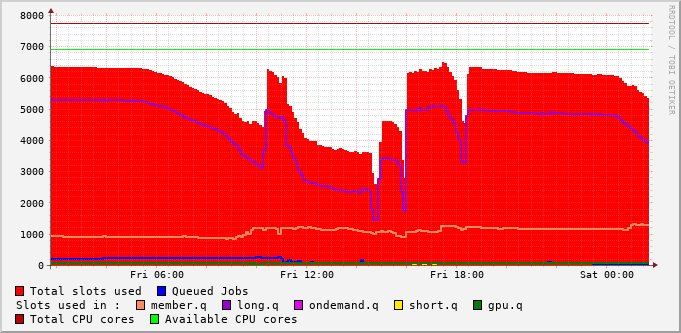 8000
7000
6000
5000
4000
3000
2000
1000
0
Fri 06:00 Fri 12:00 Fri 18:00 Sat 00:00
RRDTOOL / TOBI OETIKER
Total slots used Queued Jobs
Slots used in : member.q long.q ondemand.q short.q gpu.q
Total CPU cores Available CPU cores